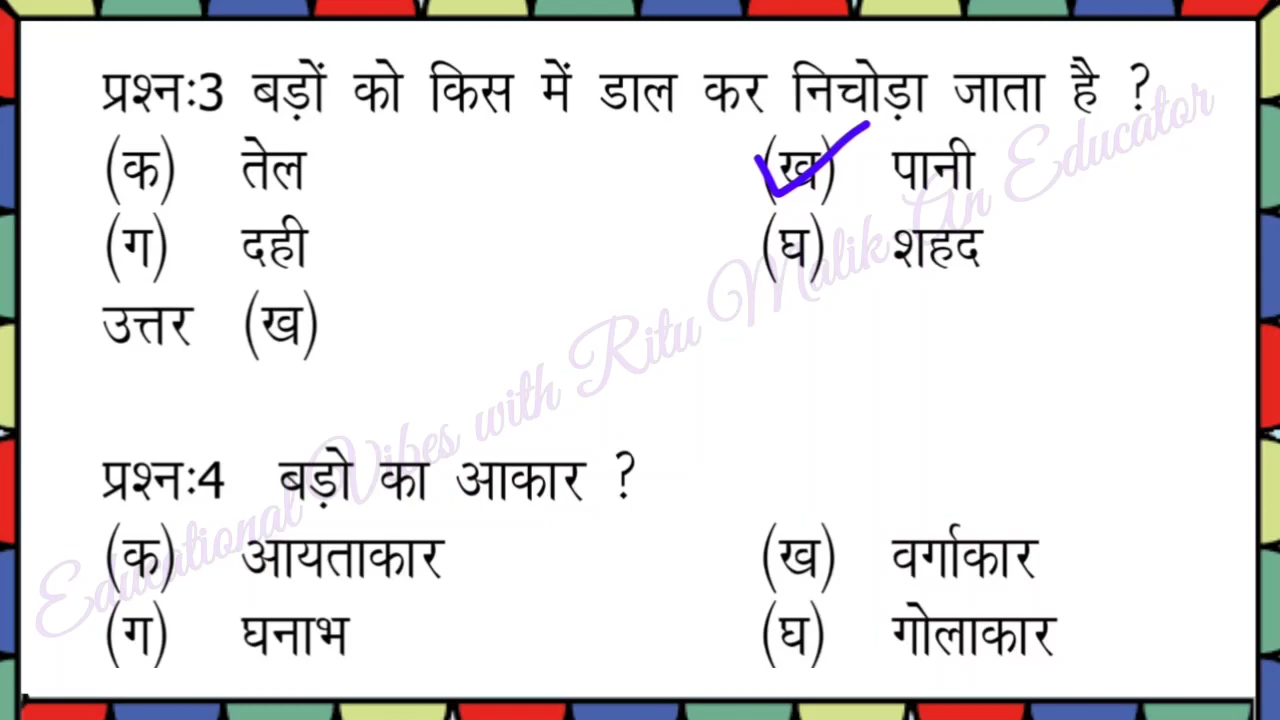 प्रश्नः3 बड़ों को किस में डाल कर निचोड़ा जाता है ?
(क) तेल (ख) पानी
(ग) दही (घ) शहद
उत्तर (ख)
Educational Vibes with Ritu Malik An Educator
प्रश्नः4 बड़ो का आकार ?
(क) आयताकार (ख) वर्गाकार
(ग) घनाभ (घ) गोलाकार